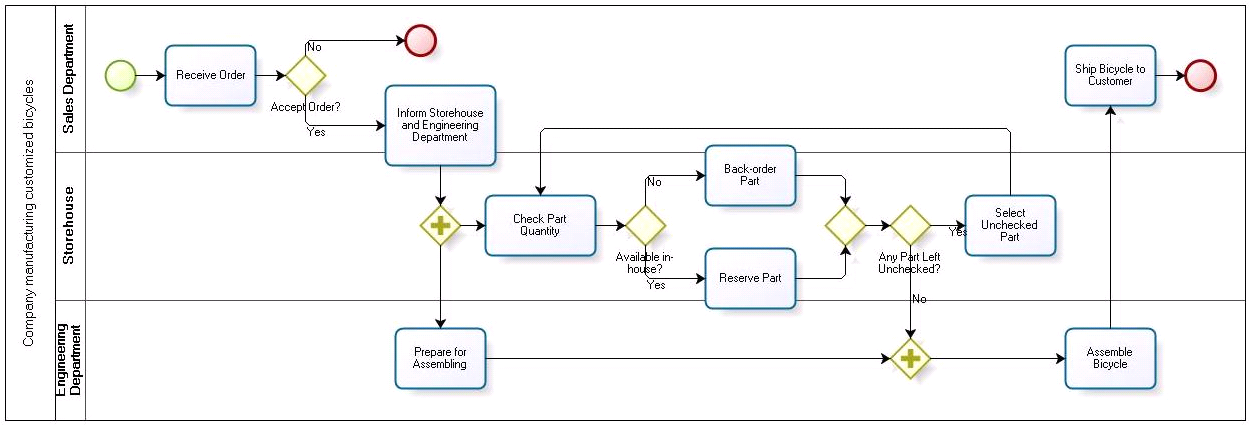 Company manufacturing customized bicycles
Sales Department
Receive Order
Accept Order?
No
Yes
Inform Storehouse
and Engineering
Department
Ship Bicycle to
Customer
Storehouse
Check Part
Quantity
Available in-
house?
No
Yes
Back-order
Part
Reserve Part
Any Part Left
Unchecked?
Yes
No
Select
Unchecked
Part
Engineering
Department
Prepare for
Assembling
Assemble
Bicycle